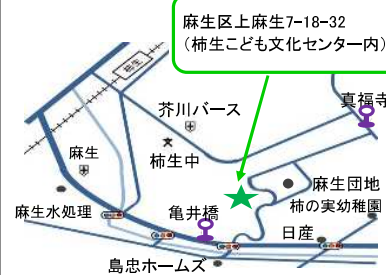 麻生区上麻生7-18-32
(柿生こども文化センター内)
柿生
芥川バース
真福寺
麻生
柿生中
麻生団地
柿の実幼稚園
麻生水処理
亀井橋
日産
島忠ホームズ